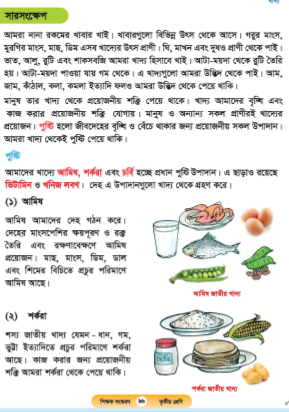 সারসংক্ষেপ
আমরা নানা রকমের খাবার খাই। খাবারগুলো বিভিন্ন উৎস থেকে আসে। গরুর মাংস,
মুরগির মাংস, মাছ, ডিম এসব খাদ্যের উৎস প্রাণী। ঘি, মাখন এবং দুধও প্রাণী থেকে পাই।
ভাত, আলু, রুটি এবং শাকসবজি আমরা খাদ্য হিসাবে খাই। আটা-ময়দা থেকে রুটি তৈরি
হয়। আটা-ময়দা পাওয়া যায় গম থেকে। এ খাদ্যগুলো আমরা উদ্ভিদ থেকে পাই। আম,
জাম, কাঁঠাল, কলা, কমলা ইত্যাদি ফলও আমরা উদ্ভিদ থেকে পেয়ে থাকি।
মানুষ তার খাদ্য থেকে প্রয়োজনীয় শক্তি পেয়ে থাকে। খাদ্য আমাদের বৃদ্ধি এবং
কাজ করার প্রয়োজনীয় শক্তি যোগায়। মানুষ ও অন্যান্য সকল প্রাণীরই খাদ্যের
প্রয়োজন। পুষ্টি হলো জীবদেহের বৃদ্ধি ও বেঁচে থাকার জন্য প্রয়োজনীয় সকল উপাদান।
আমরা খাদ্য থেকেই পুষ্টি পেয়ে থাকি।
পুষ্টি
আমাদের খাদ্যে আমিষ, শর্করা এবং চর্বি হচ্ছে প্রধান পুষ্টি উপাদান। এ ছাড়াও রয়েছে
ভিটামিন ও খনিজ লবণ। দেহ এ উপাদানগুলো খাদ্য থেকে গ্রহণ করে।
(১) আমিষ
আমিষ আমাদের দেহ গঠন করে।
দেহের মাংসপেশির ক্ষয়পূরণ ও রক্ত
তৈরি এবং রক্ষণাবেক্ষণে আমিষ
প্রয়োজন। মাছ, মাংস, ডিম, ডাল
এবং শিমের বিচিতে প্রচুর পরিমাণে
আমিষ আছে।
আমিষ জাতীয় খাদ্য
(২) শর্করা
শস্য জাতীয় খাদ্য যেমন - ধান, গম,
ভুট্টা ইত্যাদিতে প্রচুর পরিমাণে শর্করা
আছে। কাজ করার জন্য প্রয়োজনীয়
শক্তি আমরা শর্করা থেকে পেয়ে থাকি।
শর্করা জাতীয় খাদ্য
শিক্ষক সংস্করণ
তৃতীয় শ্রেণি